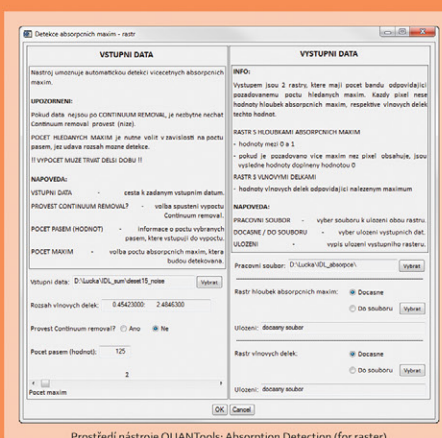 Detekce absorpcnich maxim - rastr
VSTUPNI DATA
Nastroj umoznuje automatickou detekci vicecetnych absorpcnich
maxim.
UPOZORNENI:
Pokud data nejsou po CONTINUUM REMOVAL, je nezbytne nechat
Continuum removal provest (nize).
POCET HLEDANYCH MAXIM je nutne volit v zavislosti na poctu
pasem, jez udava rozsah mozne detekce.
!! VYPOCET MUZE TRVAT DELSI DOBU !!
NAPOVEDA:
VSTUPNI DATA - cesta k zadanym vstupnim datum.
PROVEST CONTINUUM REMOVAL? - volba spusteni vypoctu
Continuum removal.
POCET PASEM (HODNOT) - informace o poctu vybranych
pasem, ktere vstupuji do vypoctu.
POCET MAXIM - volba poctu absorpcnich maxim, ktera
budou detekovana.
Vstupni data: D:\Lucka\IDL_sum\deset15_noise Vybrat
Rozsah vlnovych delek: 0.45423000: 2.4846300
Provest Continuum removal? Ano Ne
Pocet pasem (hodnot): 125
2
Pocet maxim
VYSTUPNI DATA
INFO:
Vystupem jsou 2 rastry, ktere maji pocet bandu odpovidajici
pozadovanemu poctu hledanych maxim. Kazdy pixel nese
hodnoty hloubek absorpcnich maxim, respektive vlnovych delek
techto hodnot.
RASTR S HLOUBKAMI ABSORPCNICH MAXIM
- hodnoty mezi 0 a 1
- pokud je pozadovano vice maxim nez pixel obsahuje, jsou
vysledne hodnoty doplneny hodnotou 0
RASTR S VLNOVYMI DELKAMI
- hodnoty vlnovych delek odpovidajici nalezenym maximum
NAPOVEDA:
PRACOVNI SOUBOR - vyber souboru k ulozeni obou rastru.
DOCASNE / DO SOUBORU - vyber ulozeni vystupnich dat.
ULOZENI - vypis ulozeni vystupniho rasteru.
Pracovni soubor: D:\Lucka\IDL_absorpce\ Vybrat
Rastr hloubek absorpcnich maxim: Docasne
Do souboru Vybrat
Ulozeni: docasny soubor
Rastr vlnovych delek: Docasne
Do souboru Vybrat
Ulozeni: docasny soubor
OK Cancel
Prostředí nástroje QUANTools: Absorption Detection (for raster)